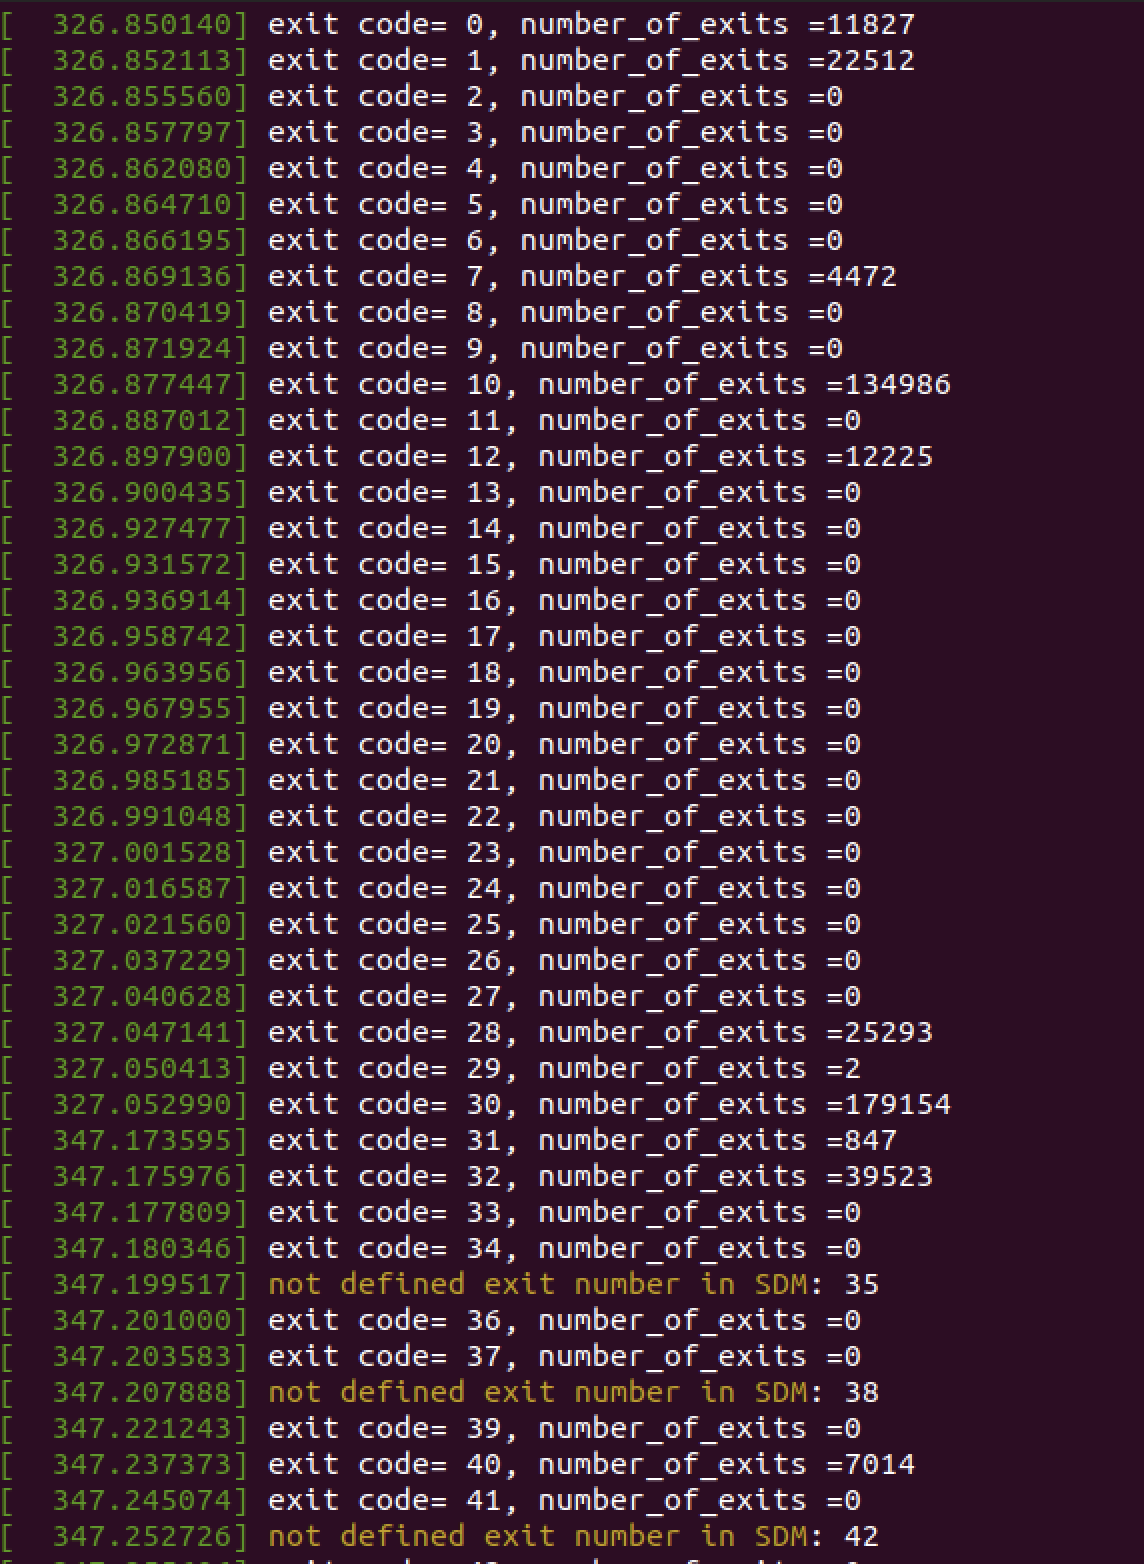 [  326.850140] exit code= 0, number_of_exits =11827
[  326.852113] exit code= 1, number_of_exits =22512
[  326.855560] exit code= 2, number_of_exits =0
[  326.857797] exit code= 3, number_of_exits =0
[  326.862080] exit code= 4, number_of_exits =0
[  326.864710] exit code= 5, number_of_exits =0
[  326.866195] exit code= 6, number_of_exits =0
[  326.869136] exit code= 7, number_of_exits =4472
[  326.870419] exit code= 8, number_of_exits =0
[  326.871924] exit code= 9, number_of_exits =0
[  326.877447] exit code= 10, number_of_exits =134986
[  326.887012] exit code= 11, number_of_exits =0
[  326.897900] exit code= 12, number_of_exits =12225
[  326.900435] exit code= 13, number_of_exits =0
[  326.927477] exit code= 14, number_of_exits =0
[  326.931572] exit code= 15, number_of_exits =0
[  326.936914] exit code= 16, number_of_exits =0
[  326.958742] exit code= 17, number_of_exits =0
[  326.963956] exit code= 18, number_of_exits =0
[  326.967955] exit code= 19, number_of_exits =0
[  326.972871] exit code= 20, number_of_exits =0
[  326.985185] exit code= 21, number_of_exits =0
[  326.991048] exit code= 22, number_of_exits =0
[  327.001528] exit code= 23, number_of_exits =0
[  327.016587] exit code= 24, number_of_exits =0
[  327.021560] exit code= 25, number_of_exits =0
[  327.037229] exit code= 26, number_of_exits =0
[  327.040628] exit code= 27, number_of_exits =0
[  327.047141] exit code= 28, number_of_exits =25293
[  327.050413] exit code= 29, number_of_exits =2
[  327.052990] exit code= 30, number_of_exits =179154
[  347.173595] exit code= 31, number_of_exits =847
[  347.175976] exit code= 32, number_of_exits =39523
[  347.177809] exit code= 33, number_of_exits =0
[  347.180346] exit code= 34, number_of_exits =0
[  347.199517] not defined exit number in SDM: 35
[  347.201000] exit code= 36, number_of_exits =0
[  347.203583] exit code= 37, number_of_exits =0
[  347.207888] not defined exit number in SDM: 38
[  347.221243] exit code= 39, number_of_exits =0
[  347.237373] exit code= 40, number_of_exits =7014
[  347.245074] exit code= 41, number_of_exits =0
[  347.252726] not defined exit number in SDM: 42